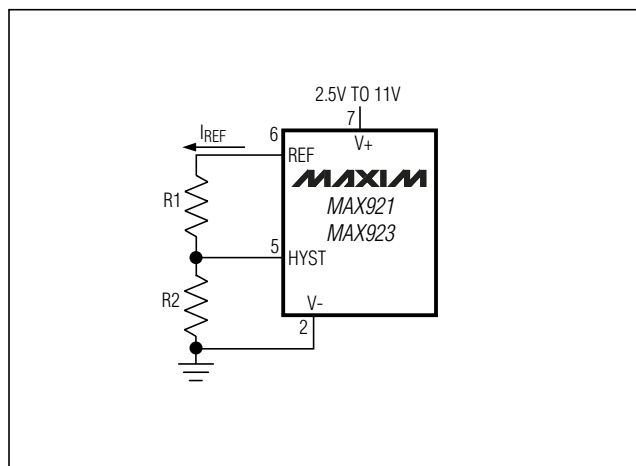 2.5V TO 11V
7
V+
IREF
6
REF
MAXIM
R1
MAX921
MAX923
5
HYST
R2
V-
2